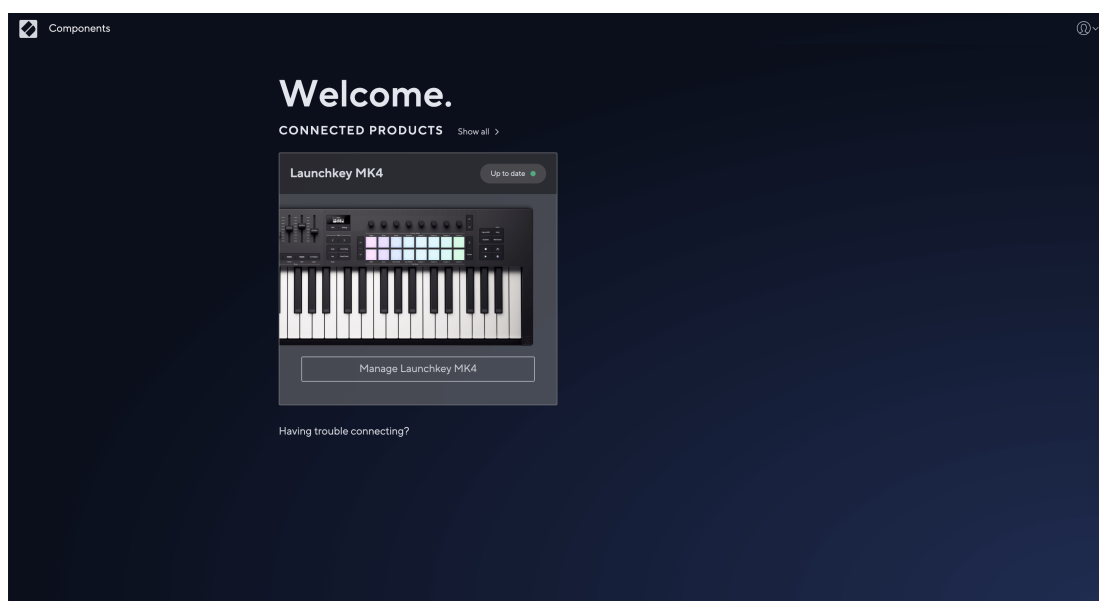 Components
Welcome.
CONNECTED PRODUCTS Show all >
Launchkey MK4
Up to date
Manage Launchkey MK4
Having trouble connecting?